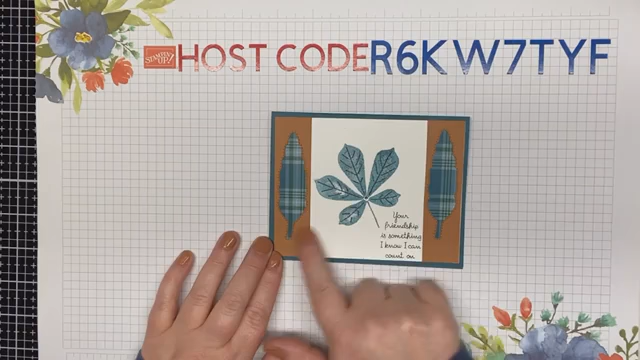 STAMPIN' UP! HOST CODE R6KW7TYF
Your
friendship
is something
I know I can
count on